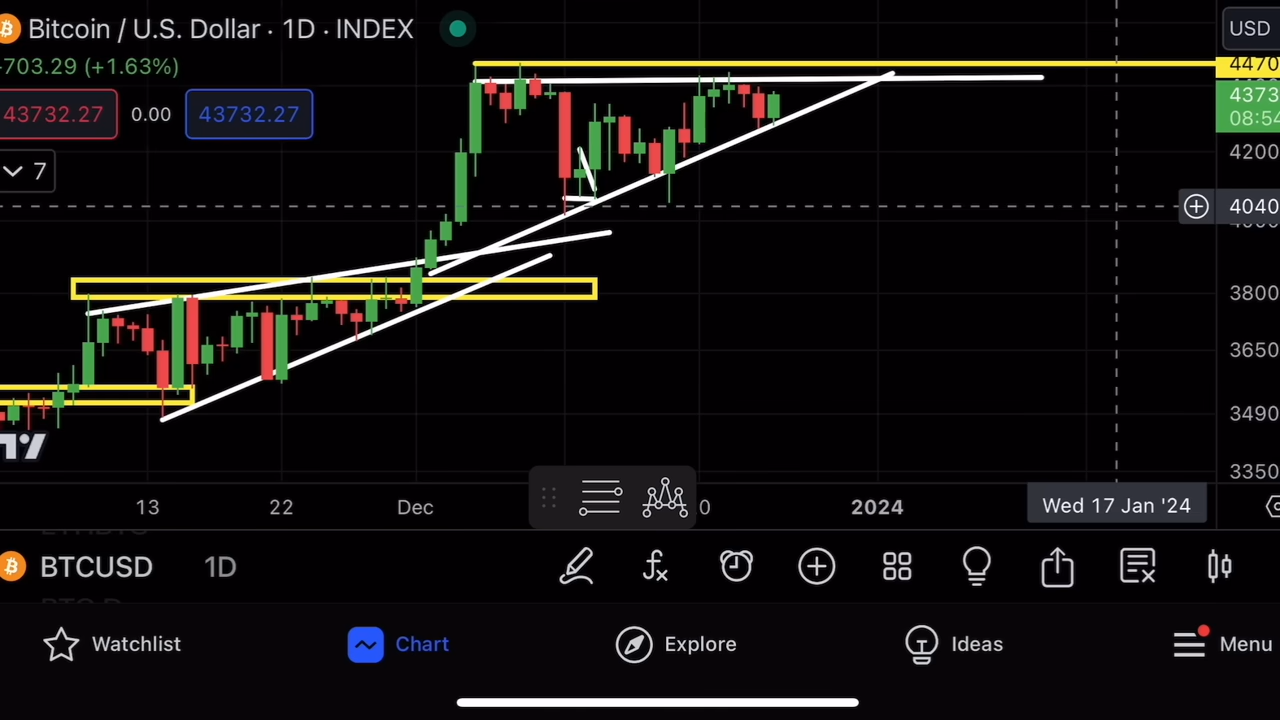 Bitcoin / U.S. Dollar · 1D · INDEX
USD
703.29 (+1.63%)
4470
43732.27
0.00
43732.27
4373
08:54
7
4200
4040
3800
3650
3490
3350
13
22
Dec
0
2024
Wed 17 Jan '24
BTCUSD
1D
Watchlist
Chart
Explore
Ideas
Menu